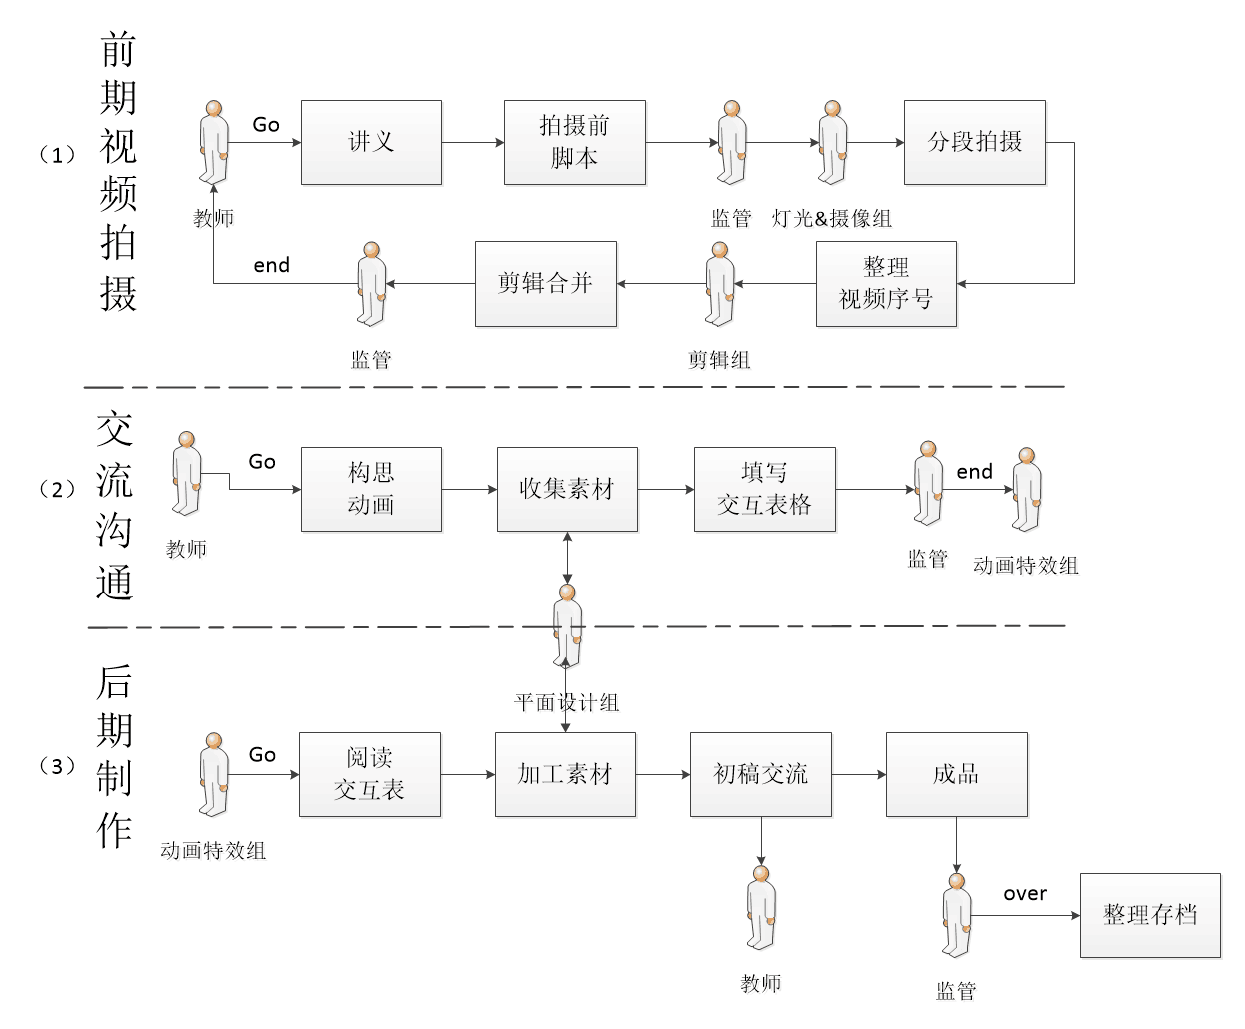 （1）
前期视频拍摄
教师
Go
讲义
拍摄前
脚本
监管
灯光&摄像组
分段拍摄
整理
视频序号
剪辑组
剪辑合并
监管
end
（2）
交流沟通
教师
Go
构思
动画
收集素材
填写
交互表格
监管
end
动画特效组
平面设计组
（3）
后期制作
动画特效组
Go
阅读
交互表
加工素材
初稿交流
成品
教师
监管
over
整理存档